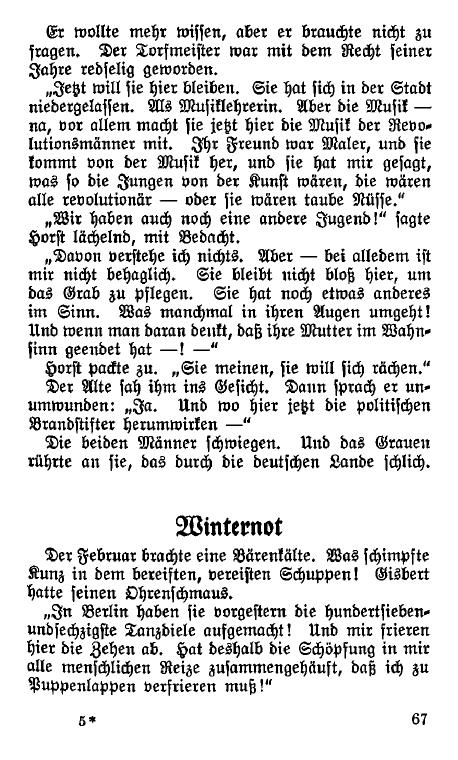 Er wollte mehr wissen, aber er brauchte nicht zu
fragen. Der Torfmeister war mit dem Recht seiner
Jahre redselig geworden.
„Jetzt will sie hier bleiben. Sie hat sich in der Stadt
niedergelassen. Als Musiklehrerin. Aber die Musik —
na, vor allem macht sie jetzt hier die Musik der Revo-
lutionsmänner mit. Ihr Freund war Maler, und sie
kommt von der Musik her, und sie hat mir gesagt,
was so die Jungen von der Kunst wären, die wären
alle revolutionär — oder sie wären taube Nüsse.“
„Wir haben auch noch eine andere Jugend!“ sagte
Horst lächelnd, mit Bedacht.
„Davon verstehe ich nichts. Aber — bei alledem ist
mir nicht behaglich. Sie bleibt nicht bloß hier, um
das Grab zu pflegen. Sie hat noch etwas anderes
im Sinn. Was manchmal in ihren Augen umgeht!
Und wenn man daran denkt, daß ihre Mutter im Wahn-
sinn geendet hat —! —“
Horst packte zu. „Sie meinen, sie will sich rächen.“
Der Alte sah ihm ins Gesicht. Dann sprach er un-
umwunden: „Ja. Und wo hier jetzt die politischen
Brandstifter herumwirken —“
Die beiden Männer schwiegen. Und das Grauen
rührte an sie, das durch die deutschen Lande schlich.
Winternot
Der Februar brachte eine Bärenkälte. Was schimpfte
Kunz in dem bereiften, vereisten Schuppen! Gisbert
hatte seinen Ohrenschmaus.
„In Berlin haben sie vorgestern die hundertsieben-
undsechzigste Tanzdiele aufgemacht! Und mir frieren
hier die Zehen ab. Hat deshalb die Schöpfung in mir
alle menschlichen Reize zusammengehäuft, daß ich zu
Puppenlappen verfrieren muß!“
5*
67